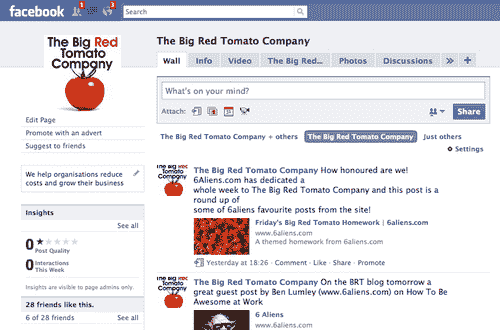 facebook
1
3
Search
The Big Red
Tomato
Company
The Big Red Tomato Company
Wall
Info
Video
The Big Red...
Photos
Discussions
»
+
What's on your mind?
Attach:
31
Share
Edit Page
Promote with an advert
Suggest to friends
The Big Red Tomato Company + others
The Big Red Tomato Company
Just others
Settings
We help organisations reduce
costs and grow their business
Insights
See all
0
Post Quality
0 Interactions
This Week
Insights are visible to page admins only.
28 friends like this.
6 of 28 friends
See all
The Big Red Tomato Company How honoured are we!
6Aliens.com has dedicated a
whole week to The Big Red Tomato Company and this post is a
round up of
some of 6aliens favourite posts from the site!
Friday's Big Red Tomato Homework | 6aliens.com
www.6aliens.com
A themed homework from 6aliens.com
Yesterday at 18:26 · Comment · Like · Share · Promote
The Big Red Tomato Company On the BRT blog tomorrow a
great guest post by Ben Lumley (www.6aliens.com) on How To Be
Awesome at Work
6 Aliens
www.6aliens.com